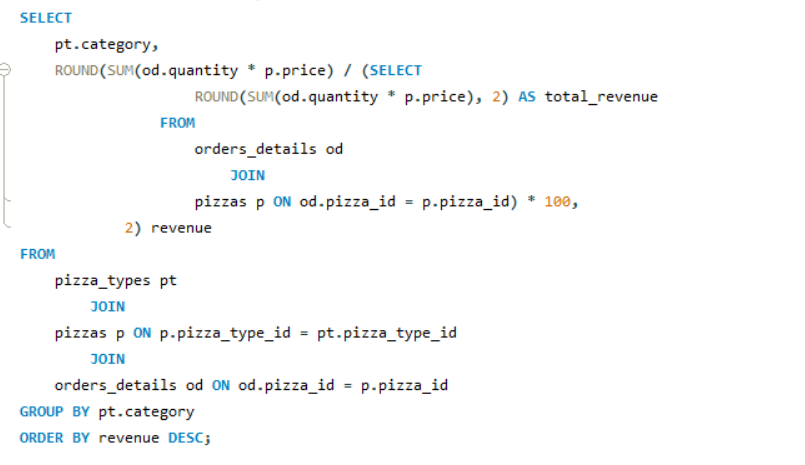 SELECT
pt.category,
ROUND(SUM(od.quantity * p.price) / (SELECT
ROUND(SUM(od.quantity * p.price), 2) AS total_revenue
FROM
orders_details od
JOIN
pizzas p ON od.pizza_id = p.pizza_id) * 100,
2) revenue
FROM
pizza_types pt
JOIN
pizzas p ON p.pizza_type_id = pt.pizza_type_id
JOIN
orders_details od ON od.pizza_id = p.pizza_id
GROUP BY pt.category
ORDER BY revenue DESC;